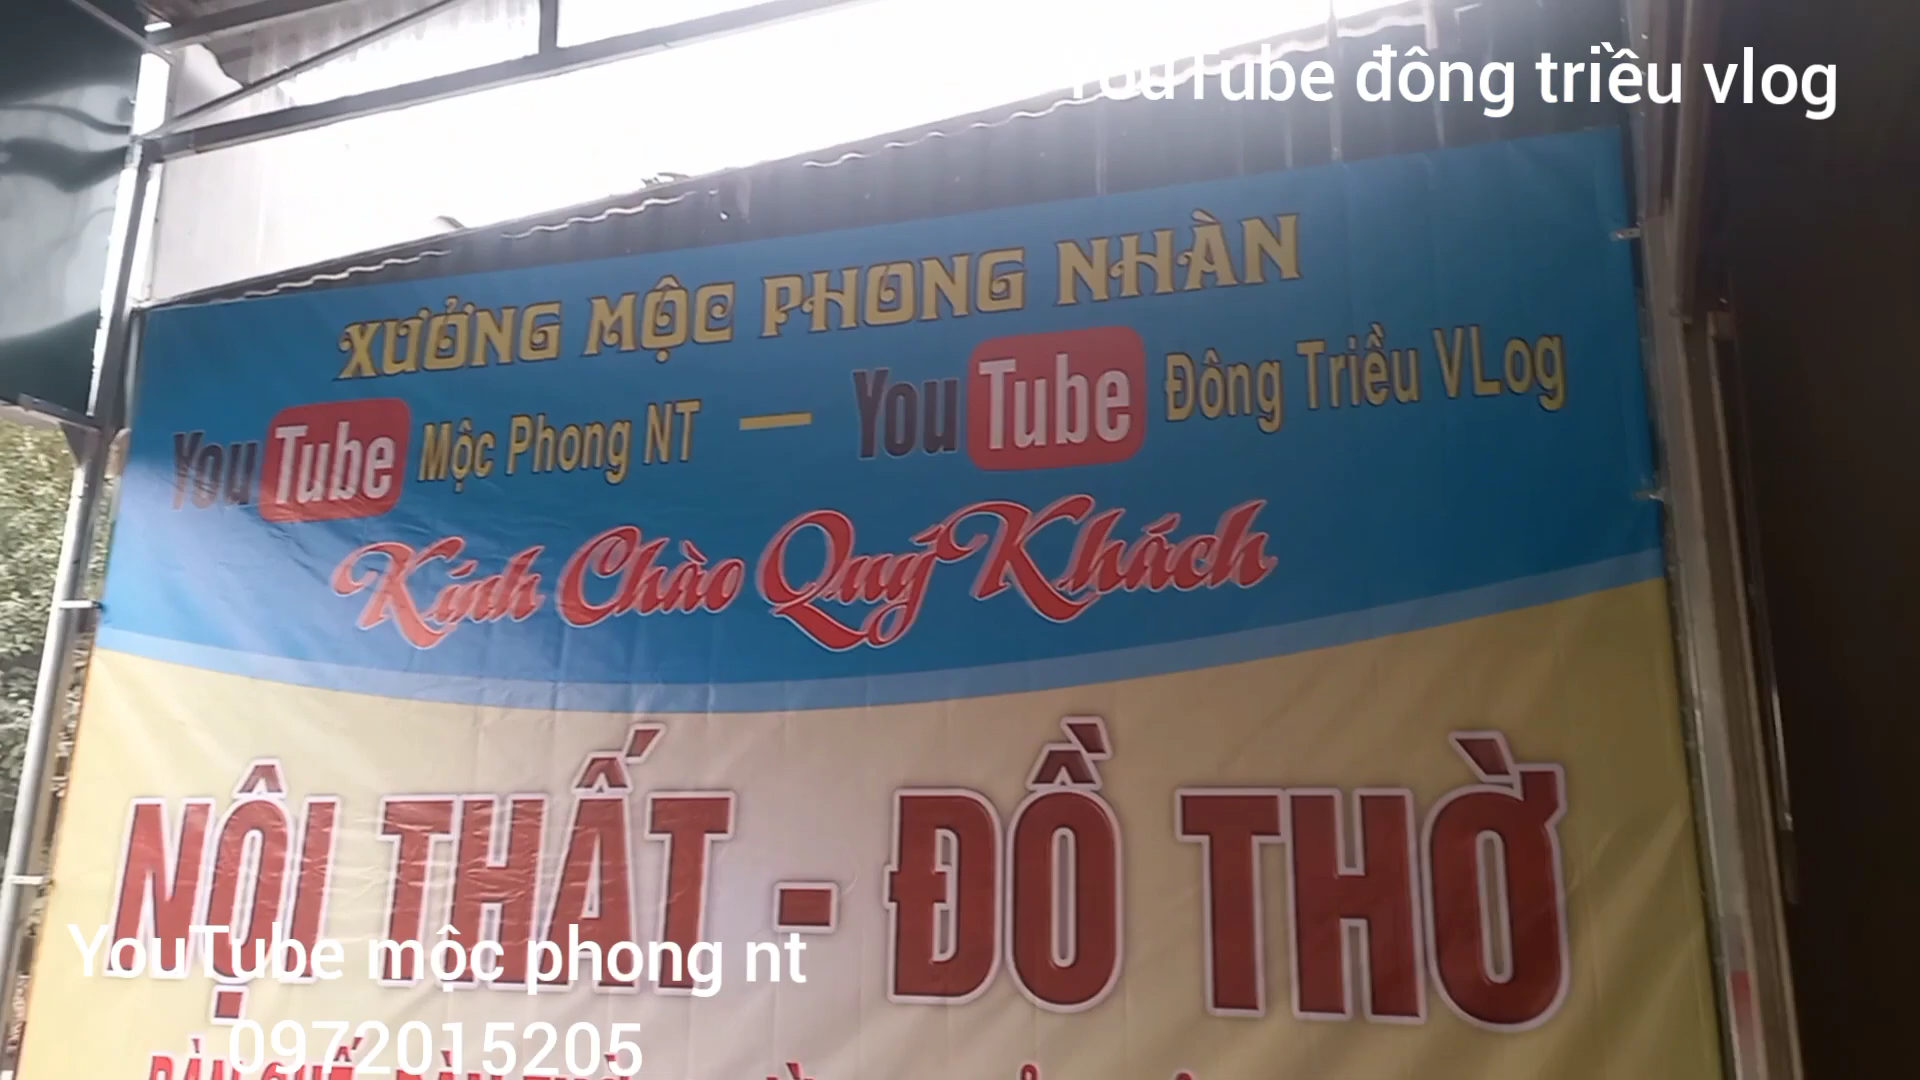 YouTube đông triều vlog
XƯỞNG MỘC PHONG NHÀN
YouTube Mộc Phong NT — YouTube Đông Triều VLog
Kính Chào Quý Khách
NỘI THẤT - ĐỒ THỜ
YouTube mộc phong nt
0972015205